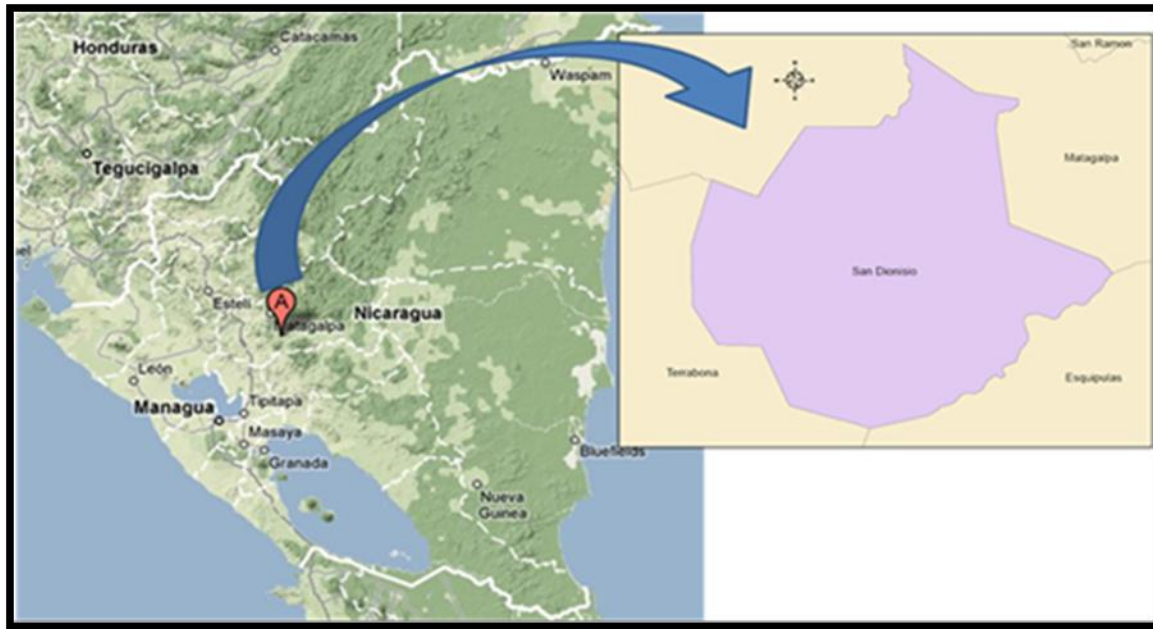 Honduras
Catacamas
Waspam
Tegucigalpa
Estelí
Matagalpa
A
Nicaragua
León
Managua
Tipitapa
Masaya
Granada
Bluefields
Nueva
Guinea
San Ramon
Matagalpa
San Dionisio
Terrabona
Esquipulas